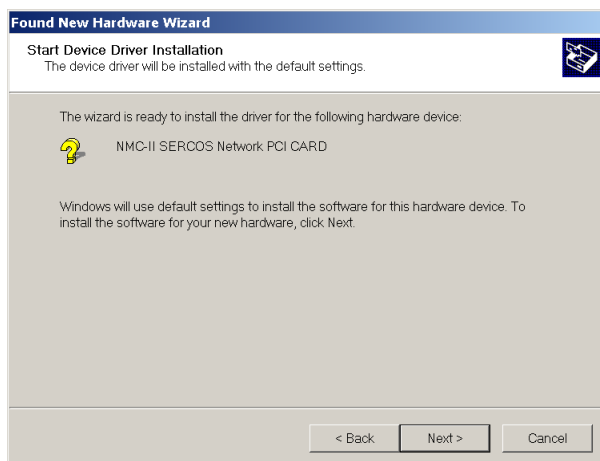 Found New Hardware Wizard
Start Device Driver Installation
The device driver will be installed with the default settings.
The wizard is ready to install the driver for the following hardware device:
NMC-II SERCOS Network PCI CARD
Windows will use default settings to install the software for this hardware device. To
install the software for your new hardware, click Next.
< Back
Next >
Cancel